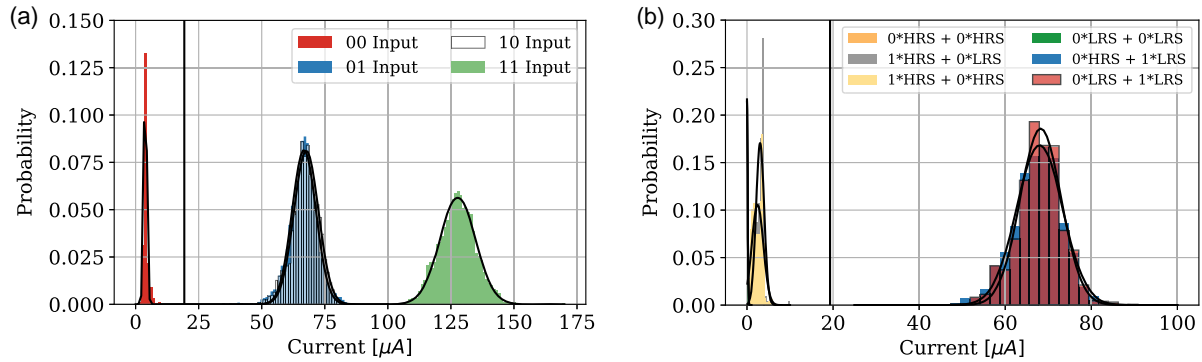 (a)
0.150
0.125
0.100
0.075
0.050
0.025
0.000
Probability
00 Input
01 Input
10 Input
11 Input
0 25 50 75 100 125 150 175
Current [μA]
(b)
0.30
0.25
0.20
0.15
0.10
0.05
0.00
Probability
0*HRS + 0*HRS
1*HRS + 0*LRS
1*HRS + 0*HRS
0*LRS + 0*LRS
0*HRS + 1*LRS
0*LRS + 1*LRS
0 20 40 60 80 100
Current [μA]